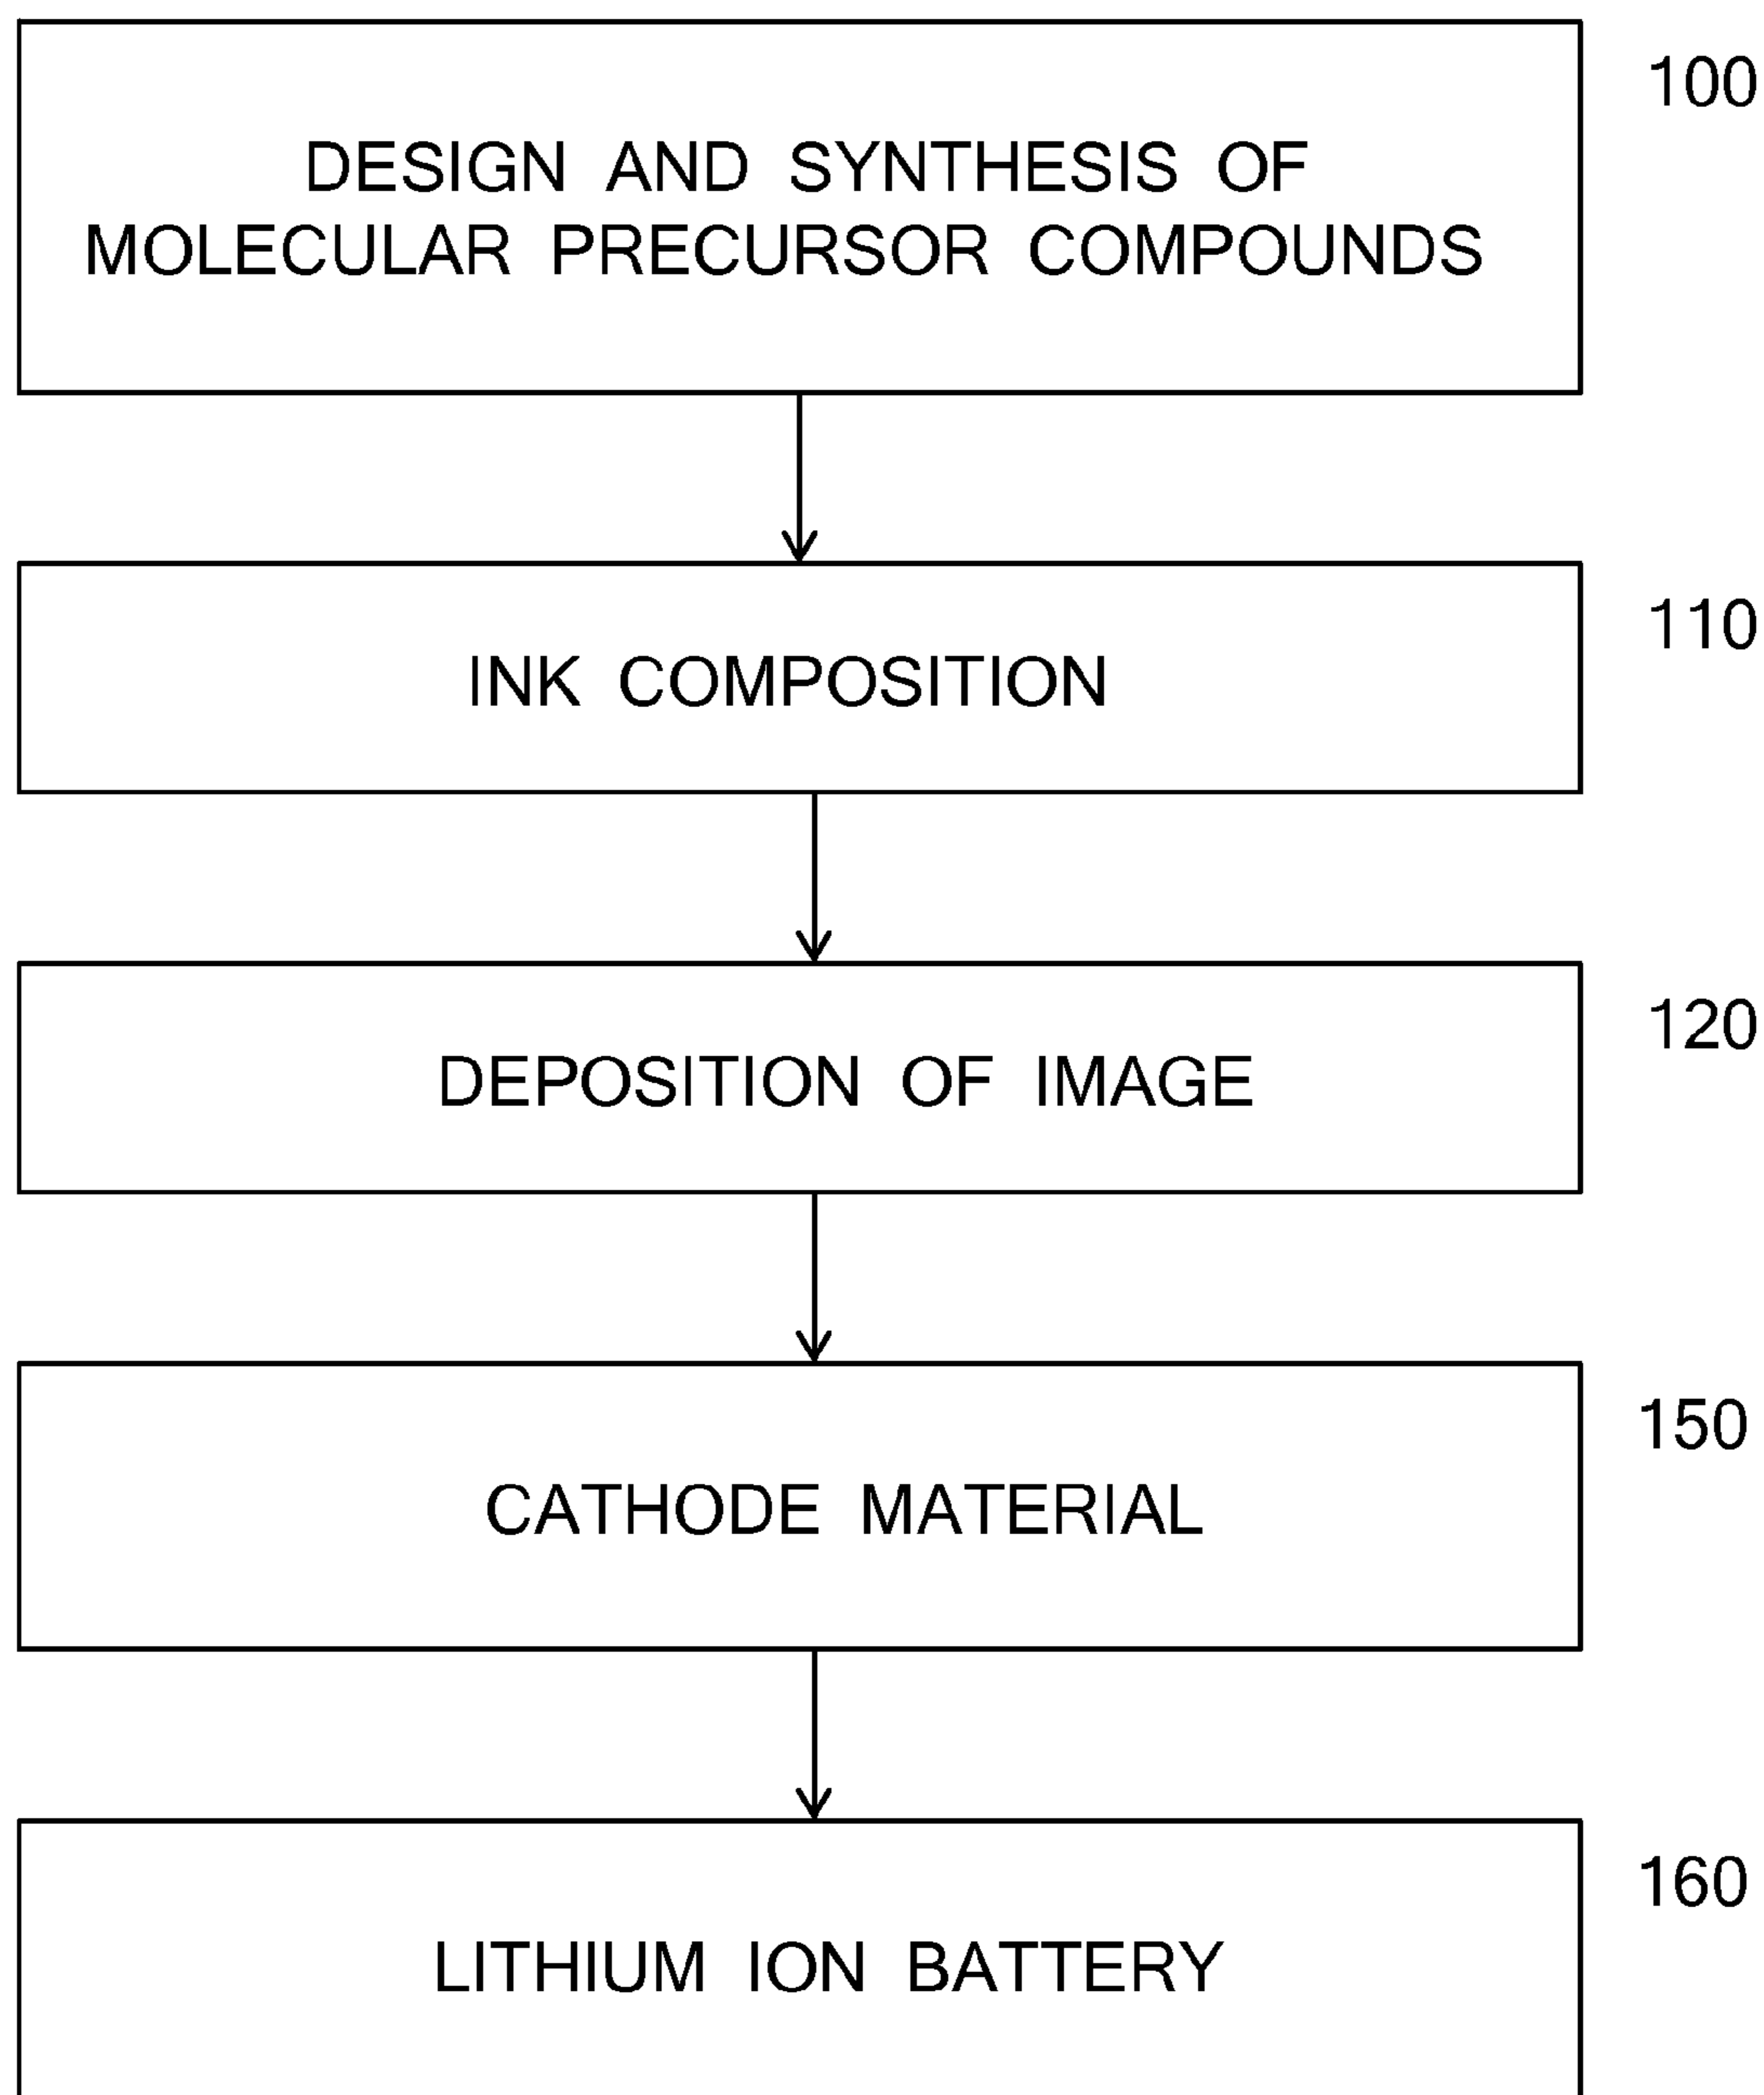 100
DESIGN AND SYNTHESIS OF
MOLECULAR PRECURSOR COMPOUNDS
110
INK COMPOSITION
120
DEPOSITION OF IMAGE
150
CATHODE MATERIAL
160
LITHIUM ION BATTERY